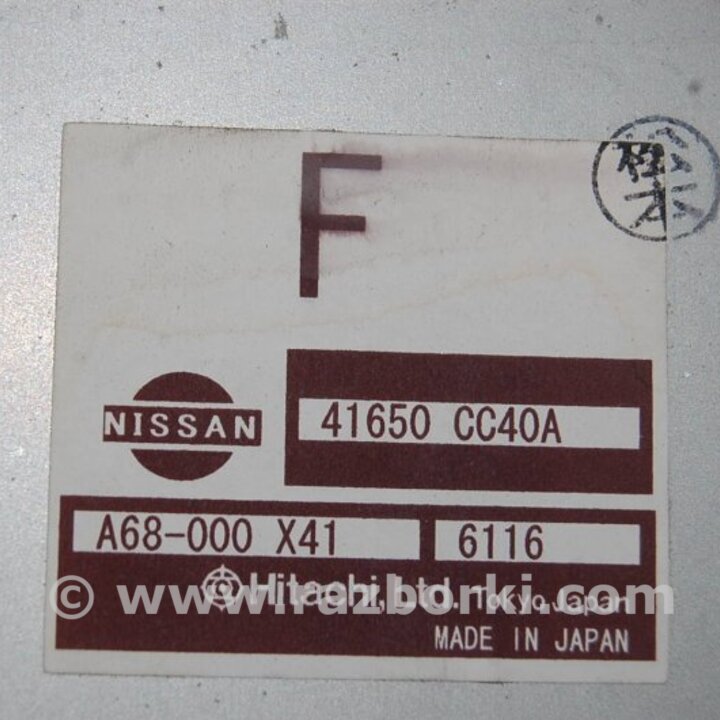 F
NISSAN
41650 CC40A
A68-000 X41
6116
Hitachi, Ltd. Tokyo Japan
MADE IN JAPAN